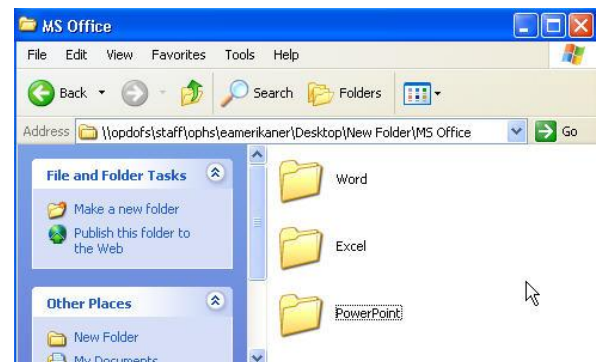 MS Office
File Edit View Favorites Tools Help
Back Search Folders
Address \\opdofs\staff\ophs\eamerikaner\Desktop\New Folder\MS Office Go
File and Folder Tasks
Make a new folder
Publish this folder to
the Web
Other Places
New Folder
My Documents
Word
Excel
PowerPoint